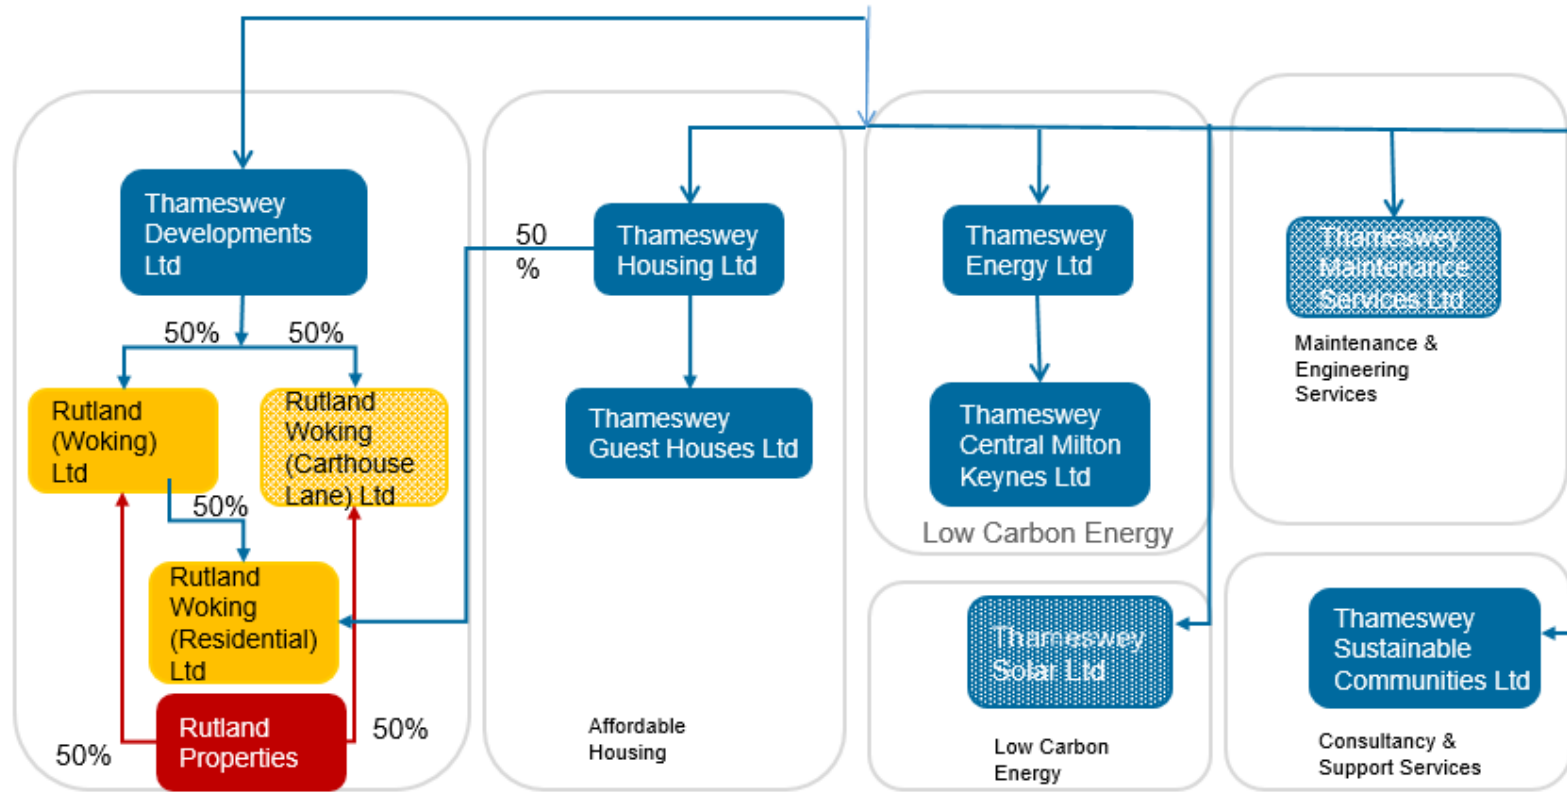 Thameswey
Developments
Ltd
50%
50%
Rutland
(Woking)
Ltd
Rutland
Woking
(Carthouse
Lane) Ltd
50%
Rutland
Woking
(Residential)
Ltd
Rutland
Properties
50%
50%
50
%
Thameswey
Housing Ltd
Thameswey
Guest Houses Ltd
Affordable
Housing
Thameswey
Energy Ltd
Thameswey
Central Milton
Keynes Ltd
Low Carbon Energy
Thameswey
Solar Ltd
Low Carbon
Energy
Thameswey
Maintenance
Services Ltd
Maintenance &
Engineering
Services
Thameswey
Sustainable
Communities Ltd
Consultancy &
Support Services